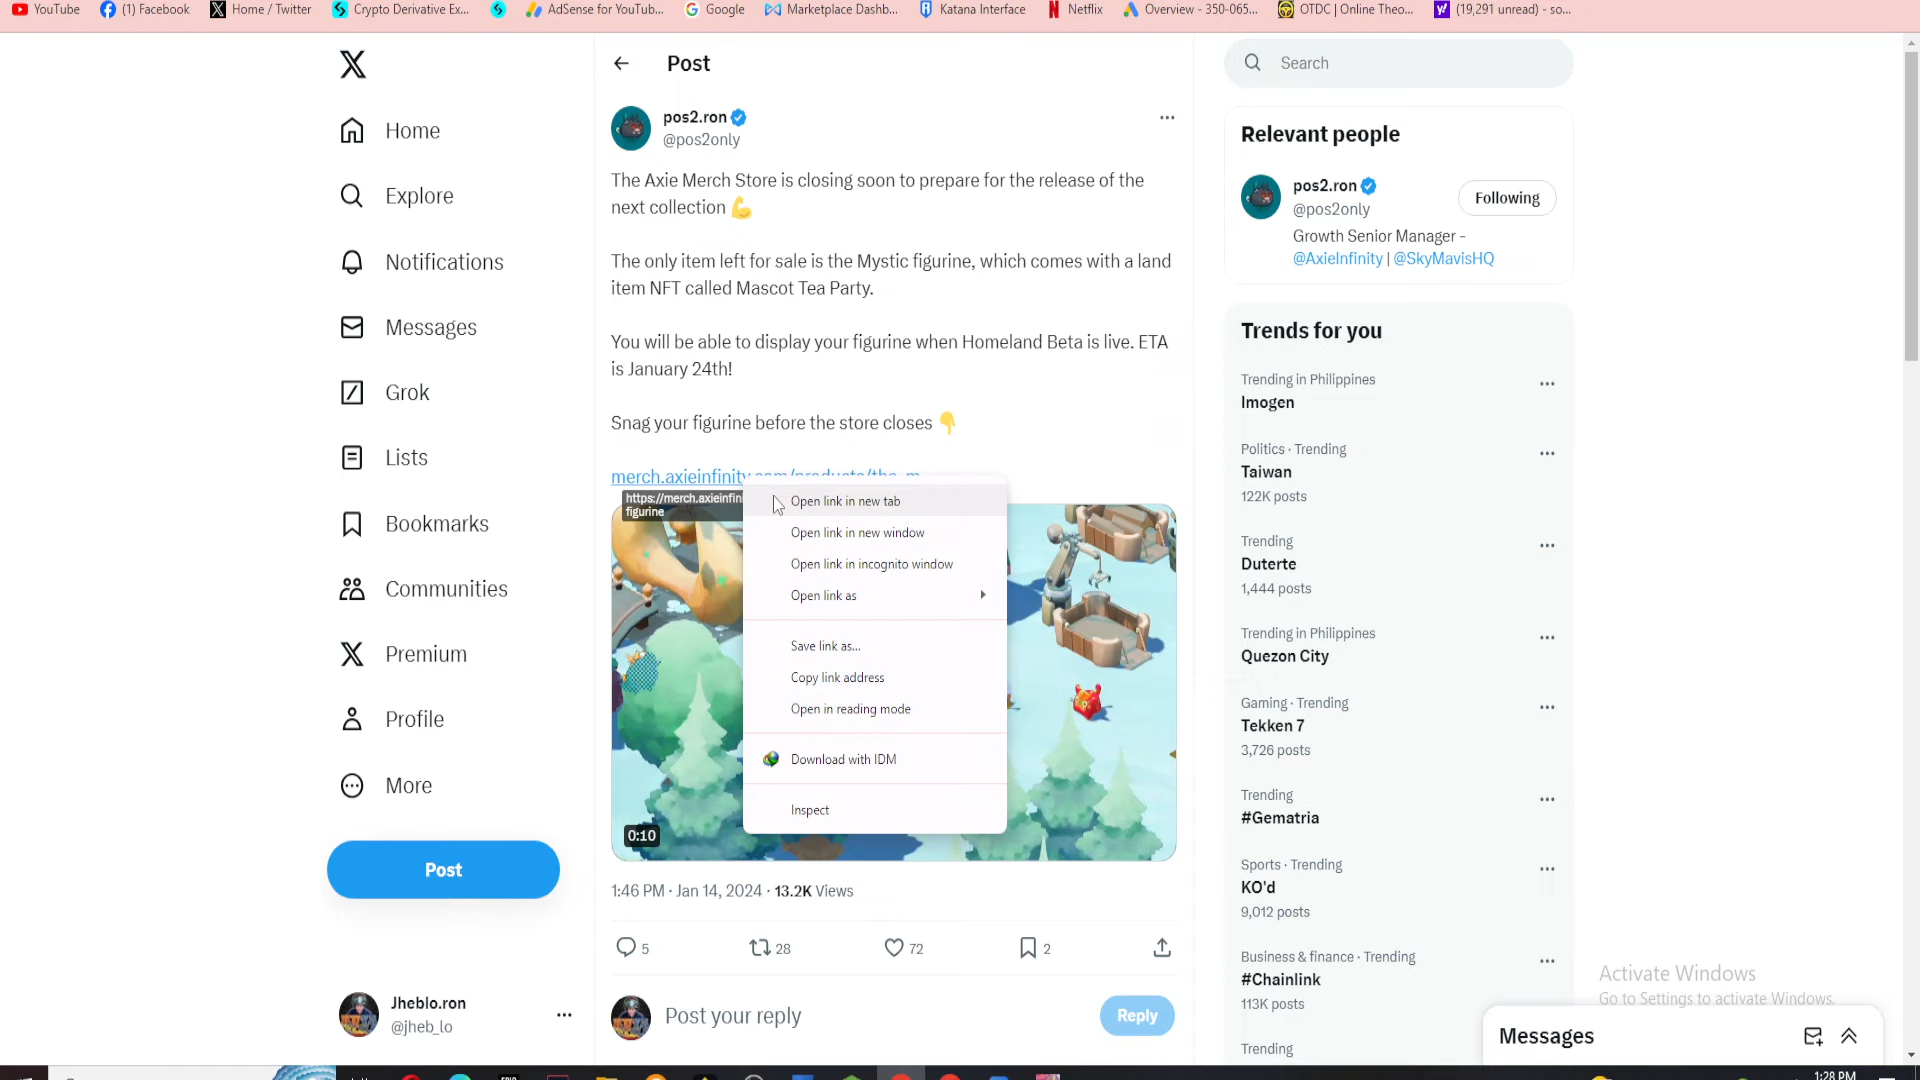 YouTube (1) Facebook Home / Twitter Crypto Derivative Ex... AdSense for YouTub... Google Marketplace Dashb... Katana Interface Netflix Overview - 350-065... OTDC | Online Theo... (19,291 unread) - so...
Post
Search
Home
Explore
Notifications
Messages
Grok
Lists
Bookmarks
Communities
Premium
Profile
More
Post
Jheblo.ron
@jheb_lo
pos2.ron
@pos2only
The Axie Merch Store is closing soon to prepare for the release of the
next collection 💪
The only item left for sale is the Mystic figurine, which comes with a land
item NFT called Mascot Tea Party.
You will be able to display your figurine when Homeland Beta is live. ETA
is January 24th!
Snag your figurine before the store closes 👇
merch.axieinfinity.com/products/the-m...
https://merch.axieinfin
figurine
Open link in new tab
Open link in new window
Open link in incognito window
Open link as
Save link as...
Copy link address
Open in reading mode
Download with IDM
Inspect
0:10
1:46 PM · Jan 14, 2024 · 13.2K Views
5 28 72 2
Post your reply Reply
Relevant people
pos2.ron
@pos2only
Following
Growth Senior Manager -
@AxieInfinity | @SkyMavisHQ
Trends for you
Trending in Philippines
Imogen
Politics · Trending
Taiwan
122K posts
Trending
Duterte
1,444 posts
Trending in Philippines
Quezon City
Gaming · Trending
Tekken 7
3,726 posts
Trending
#Gematria
Sports · Trending
KO'd
9,012 posts
Business & finance · Trending
#Chainlink
113K posts
Trending
Activate Windows
Go to Settings to activate Windows.
Messages
1:28 PM